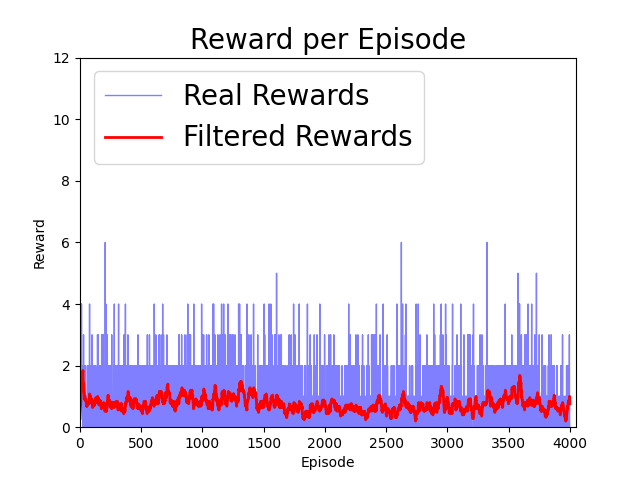 Reward per Episode
Real Rewards
Filtered Rewards
Reward
12
10
8
6
4
2
0
0 500 1000 1500 2000 2500 3000 3500 4000
Episode